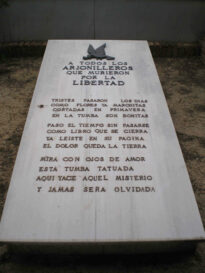 A TODOS LOS
ARJONILLEROS
QUE MURIERON
POR LA
LIBERTAD
TRISTES PASARON LOS DIAS
COMO FLORES YA MARCHITAS
CORTADAS EN PRIMAVERA
EN LA TUMBA SON BONITAS
PASO EL TIEMPO SIN PASARSE
COMO LIBRO QUE SE CIERRA
YA LEISTE EN SU PAGINA
EL DOLOR QUEDA LA TIERRA
MIRA CON OJOS DE AMOR
ESTA TUMBA TATUADA
AQUI YACE AQUEL MISTERIO
Y JAMAS SERA OLVIDADA